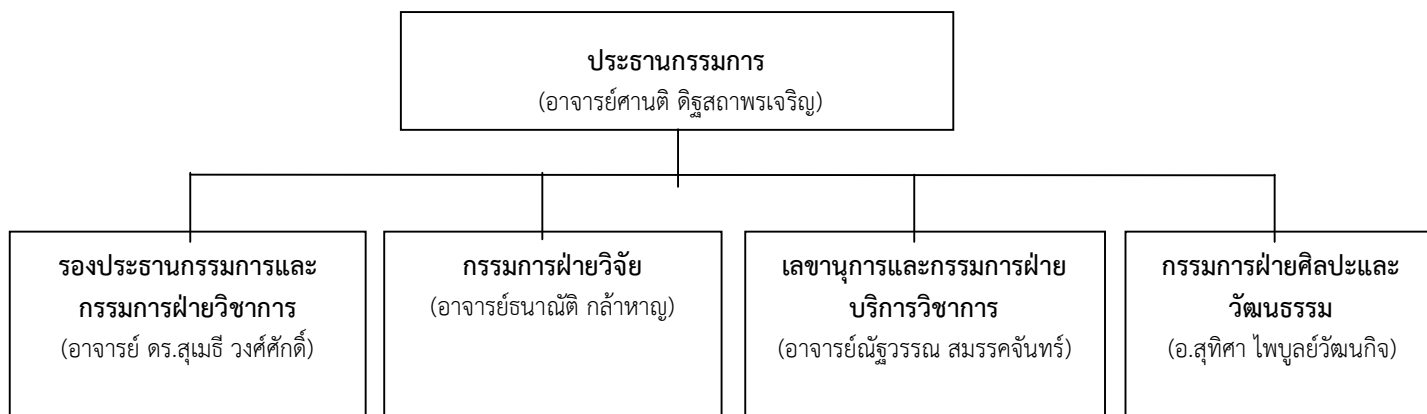 ประธานกรรมการ
(อาจารย์ศานติ ดิฐสถาพรเจริญ)
รองประธานกรรมการและ
กรรมการฝ่ายวิชาการ
(อาจารย์ ดร.สุเมธี วงศ์ศักดิ์)
กรรมการฝ่ายวิจัย
(อาจารย์ธนาณัติ กล้าหาญ)
เลขานุการและกรรมการฝ่าย
บริการวิชาการ
(อาจารย์ณัฐวรรณ สมรรคจันทร์)
กรรมการฝ่ายศิลปะและ
วัฒนธรรม
(อ.สุทิศา ไพบูลย์วัฒนกิจ)